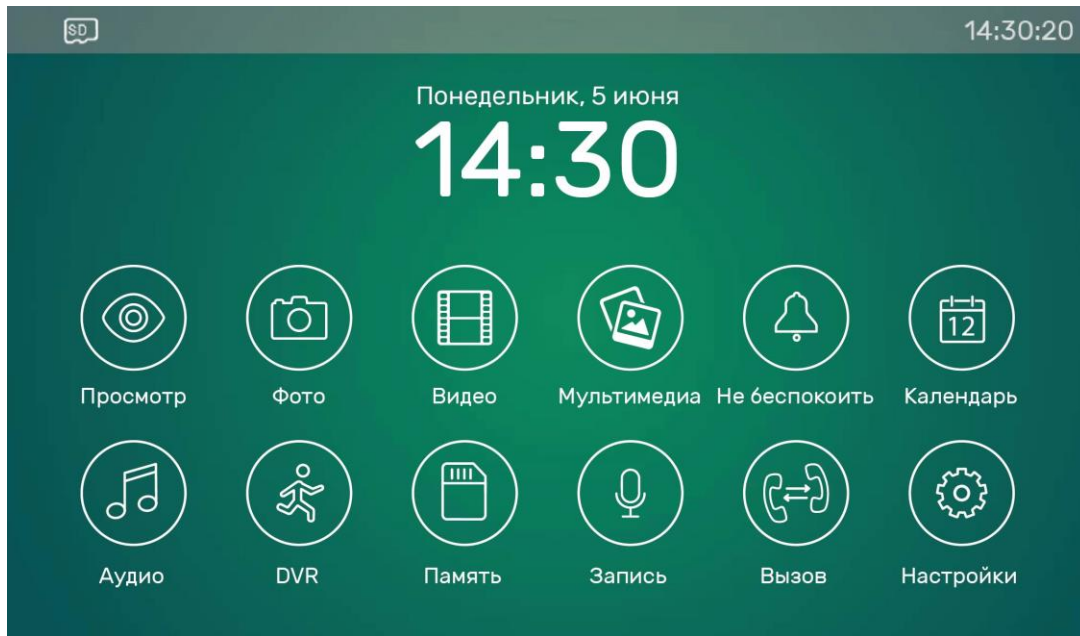 SD
14:30:20
Понедельник, 5 июня
14:30
12
Просмотр Фото Видео Мультимедиа Не беспокоить Календарь
Аудио DVR Память Запись Вызов Настройки